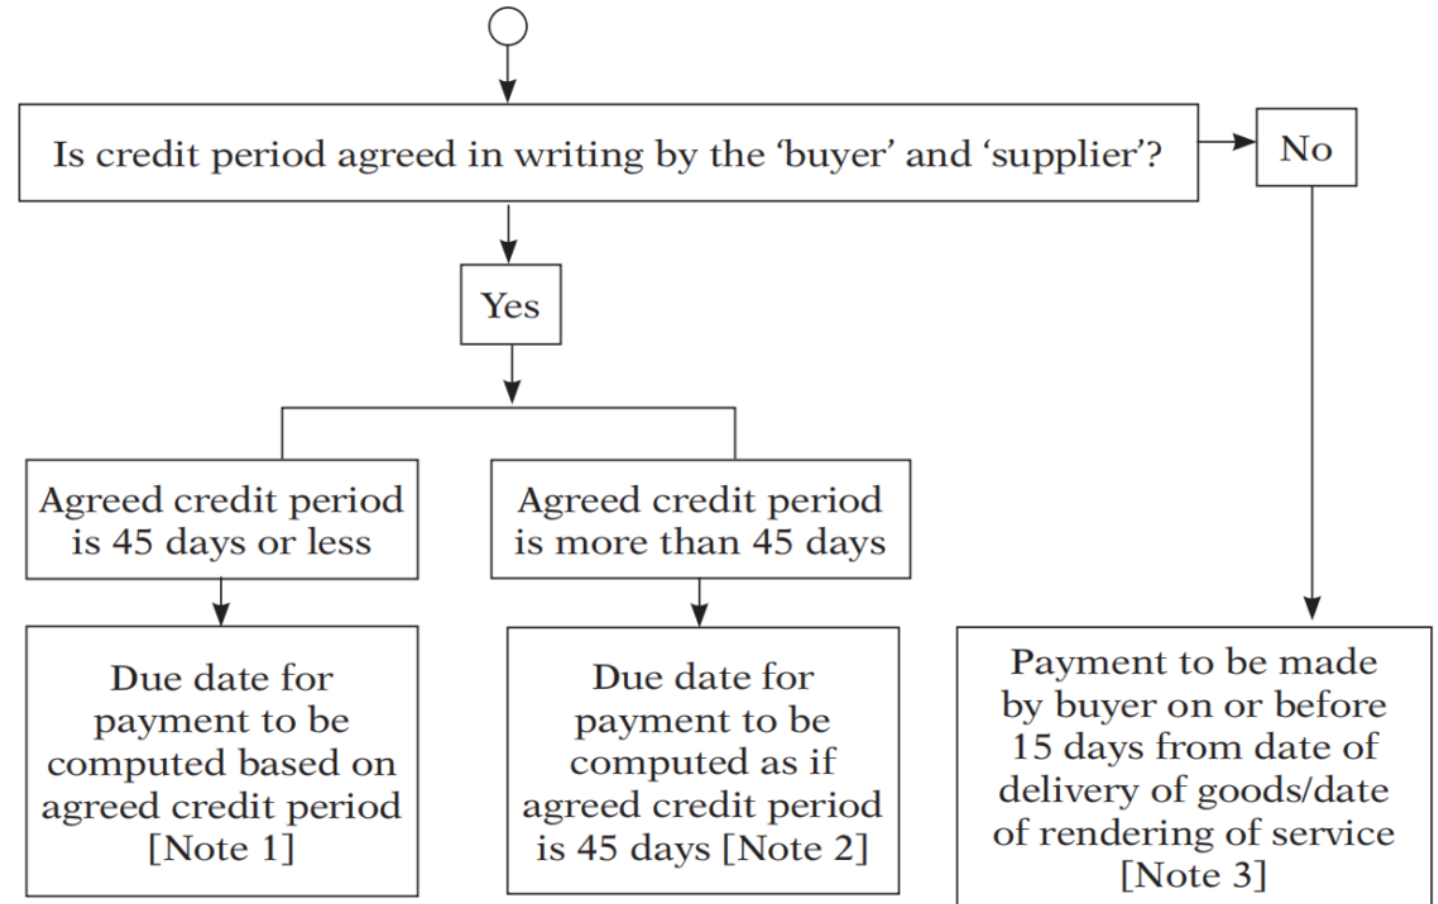 Is credit period agreed in writing by the ‘buyer’ and ‘supplier’?
No
Yes
Agreed credit period
is 45 days or less
Agreed credit period
is more than 45 days
Due date for
payment to be
computed based on
agreed credit period
[Note 1]
Due date for
payment to be
computed as if
agreed credit period
is 45 days [Note 2]
Payment to be made
by buyer on or before
15 days from date of
delivery of goods/date
of rendering of service
[Note 3]